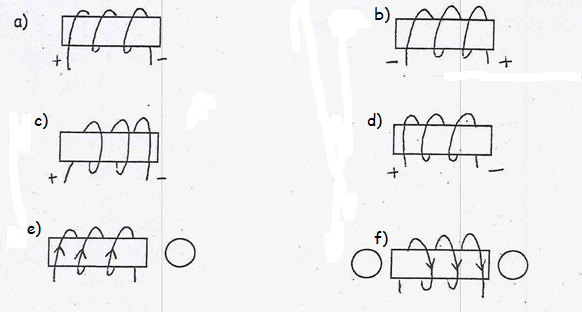 a)
+ −
b)
− +
c)
+ −
d)
+ −
e)
f)